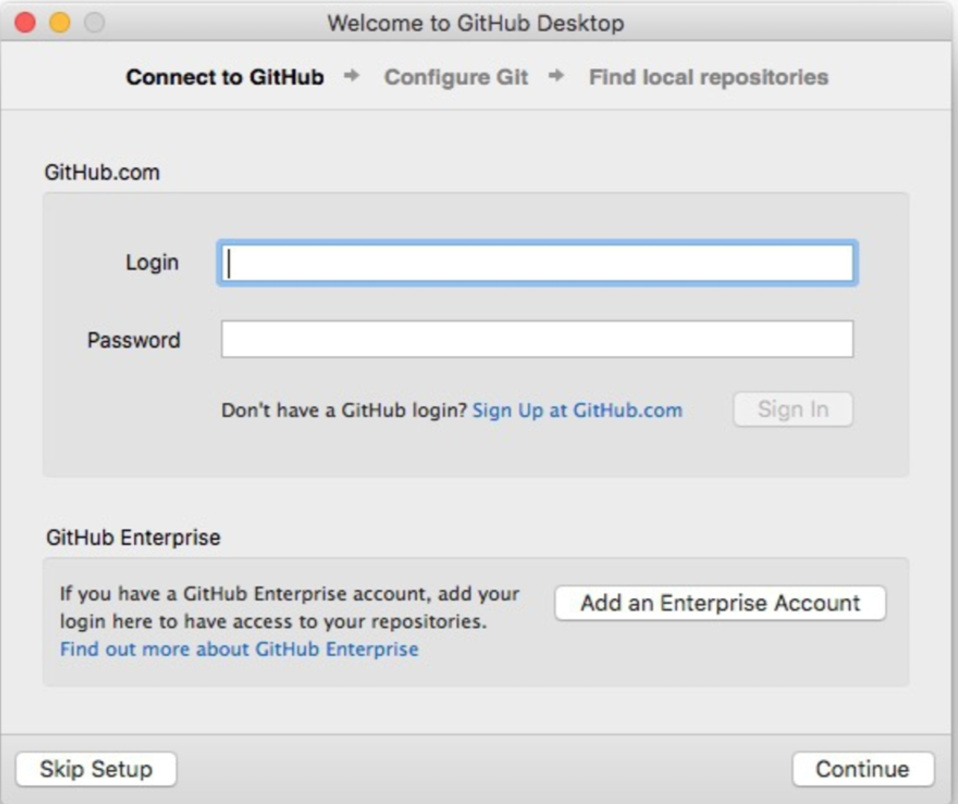 Welcome to GitHub Desktop
Connect to GitHub → Configure Git → Find local repositories
GitHub.com
Login
Password
Don't have a GitHub login? Sign Up at GitHub.com Sign In
GitHub Enterprise
If you have a GitHub Enterprise account, add your
login here to have access to your repositories.
Find out more about GitHub Enterprise
Add an Enterprise Account
Skip Setup Continue